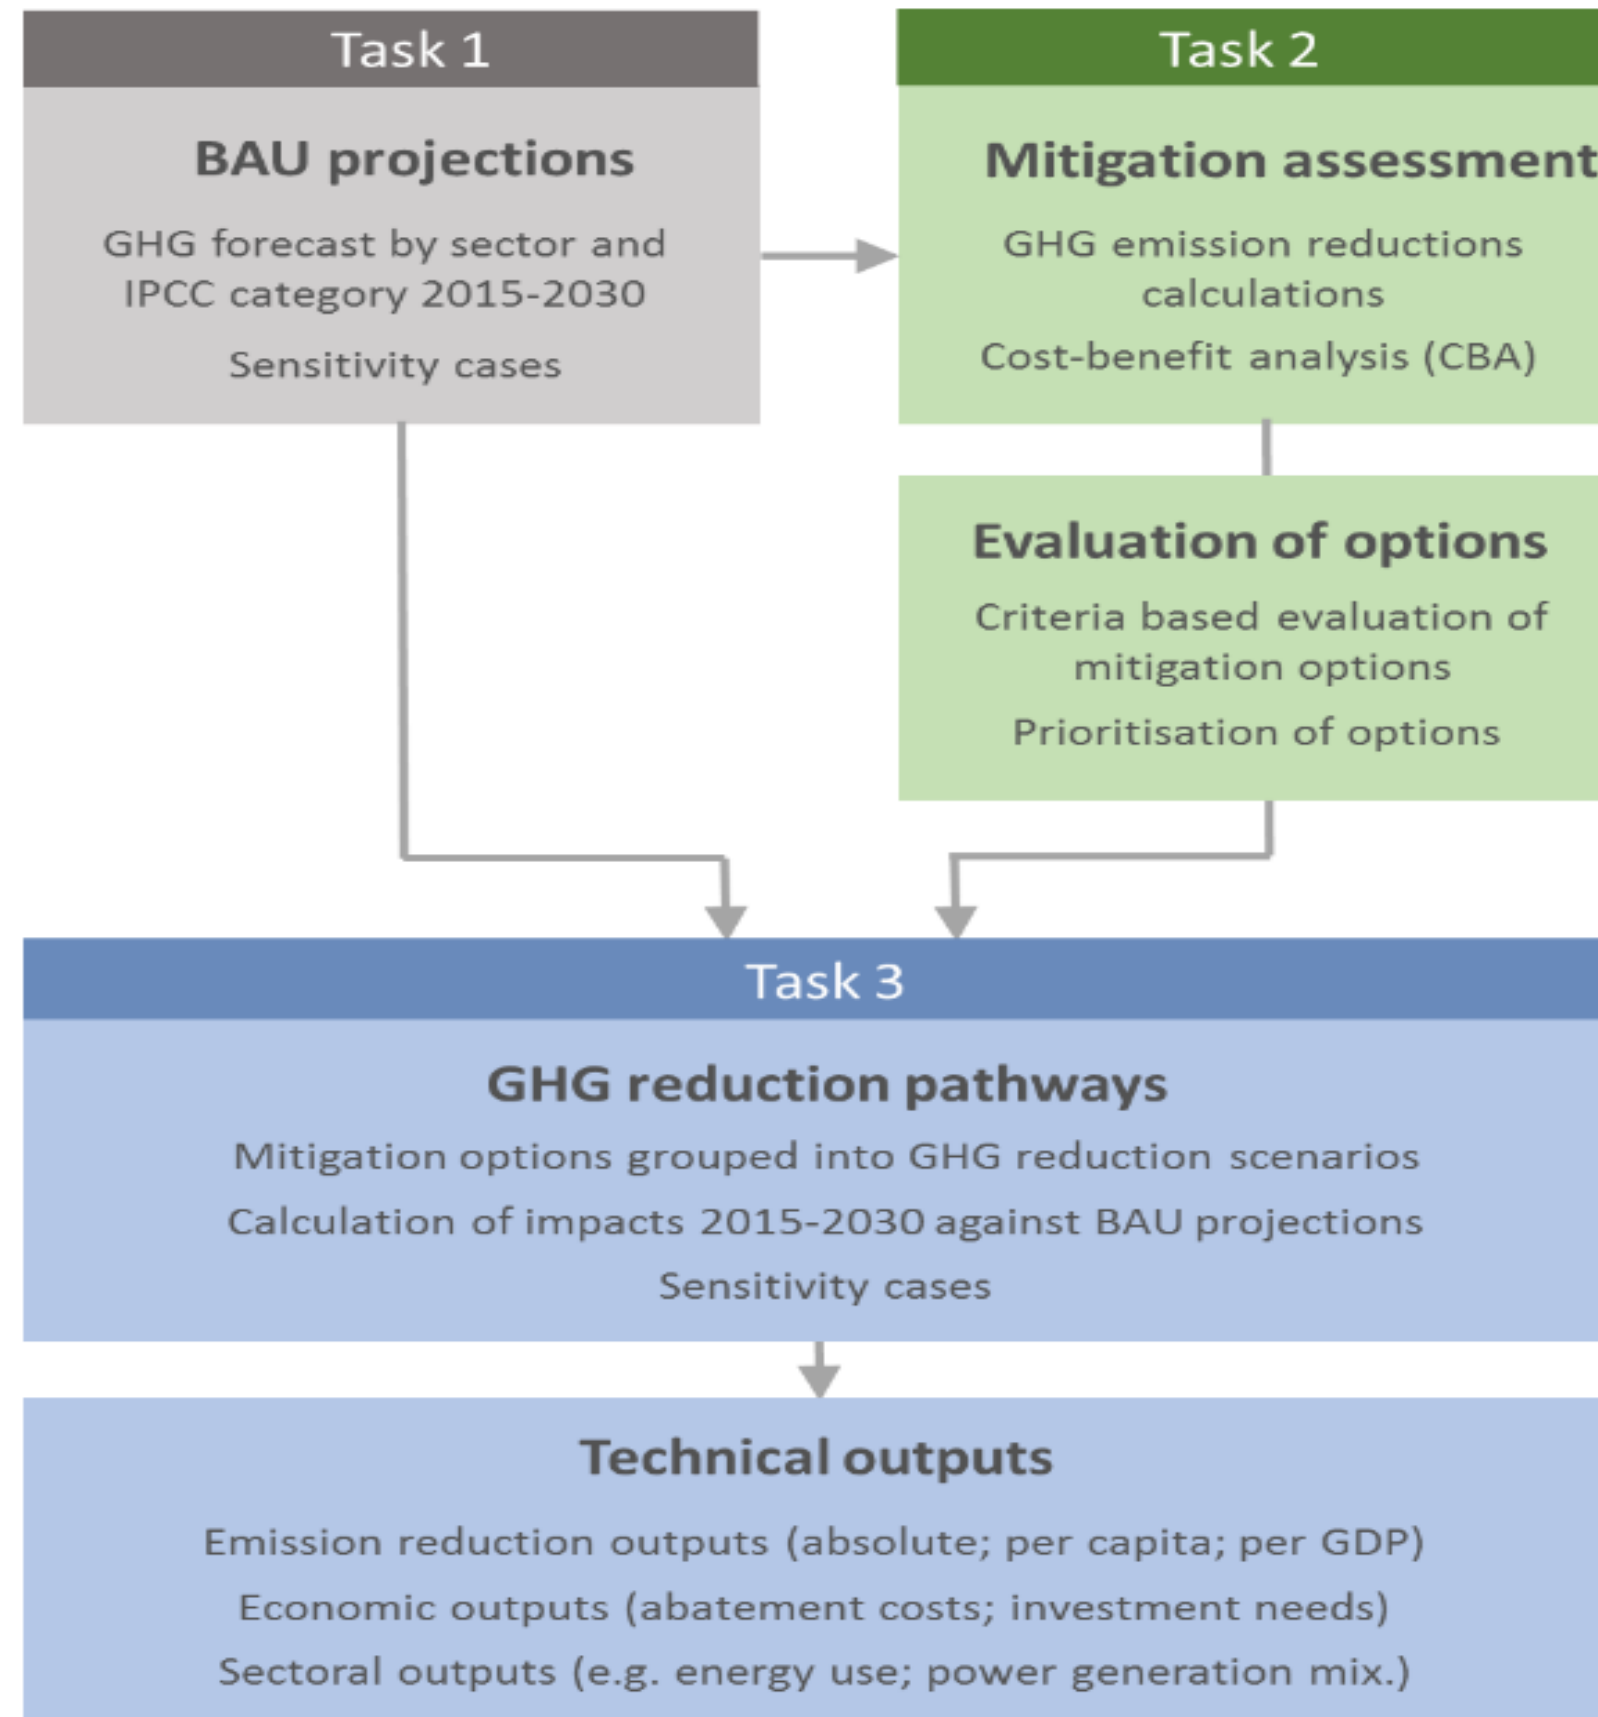 Task 1
BAU projections
GHG forecast by sector and
IPCC category 2015-2030
Sensitivity cases
Task 2
Mitigation assessment
GHG emission reductions
calculations
Cost-benefit analysis (CBA)
Evaluation of options
Criteria based evaluation of
mitigation options
Prioritisation of options
Task 3
GHG reduction pathways
Mitigation options grouped into GHG reduction scenarios
Calculation of impacts 2015-2030 against BAU projections
Sensitivity cases
Technical outputs
Emission reduction outputs (absolute; per capita; per GDP)
Economic outputs (abatement costs; investment needs)
Sectoral outputs (e.g. energy use; power generation mix.)